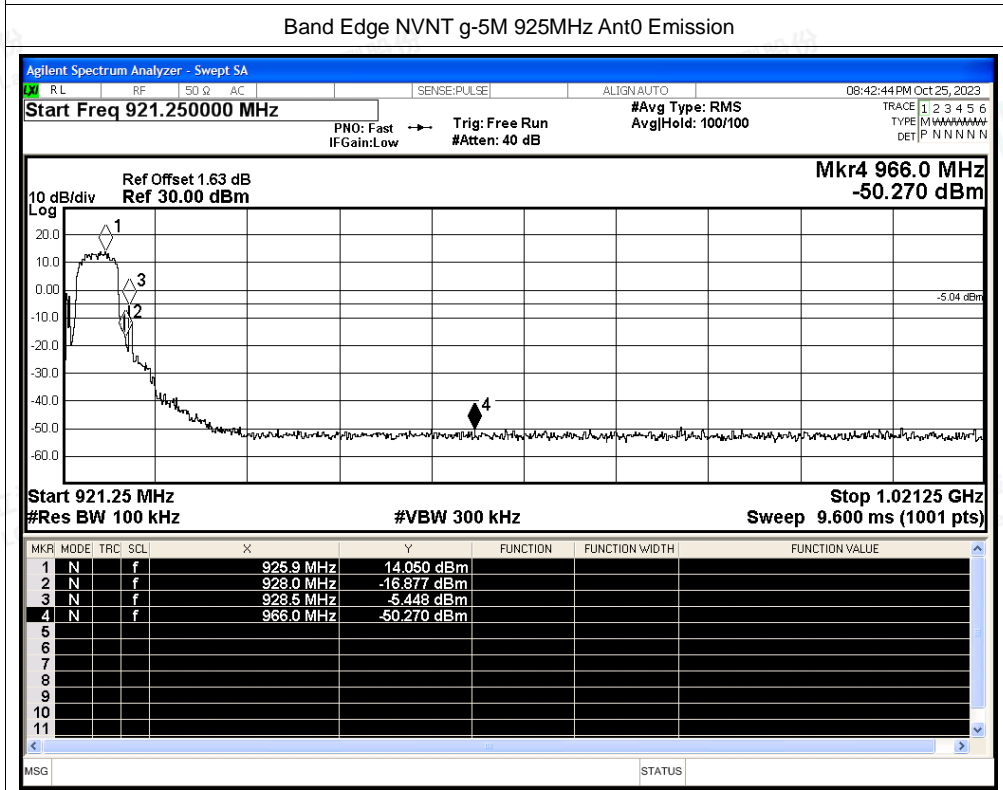 Band Edge NVNT g-5M 925MHz Ant0 Emission
Agilent Spectrum Analyzer - Swept SA
LXI RL RF 50 Ω AC SENSE:PULSE ALIGN AUTO 08:42:44 PM Oct 25, 2023
Start Freq 921.250000 MHz
#Avg Type: RMS
TRACE 1 2 3 4 5 6
PNO: Fast Trig: Free Run Avg|Hold: 100/100
TYPE M WWWWW
IFGain:Low #Atten: 40 dB
DET P N N N N N
Mkr4 966.0 MHz
Ref Offset 1.63 dB
10 dB/div Ref 30.00 dBm -50.270 dBm
Log
1
20.0
10.0
3
0.00
-5.04 dBm
-10.0
2
-20.0
-30.0
-40.0
4
-50.0
-60.0
Start 921.25 MHz Stop 1.02125 GHz
#Res BW 100 kHz #VBW 300 kHz Sweep 9.600 ms (1001 pts)
MKR MODE TRC SCL X Y FUNCTION FUNCTION WIDTH FUNCTION VALUE
1 N f 925.9 MHz 14.050 dBm
2 N f 928.0 MHz -16.877 dBm
3 N f 928.5 MHz -5.448 dBm
4 N f 966.0 MHz -50.270 dBm
5
6
7
8
9
10
11
MSG STATUS